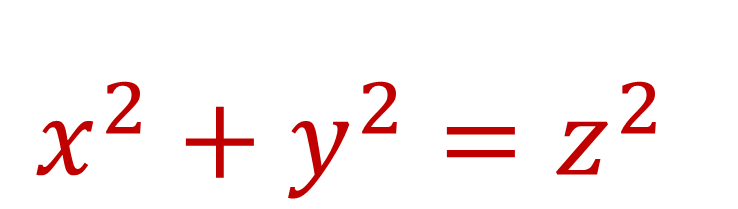 x² + y² = z²